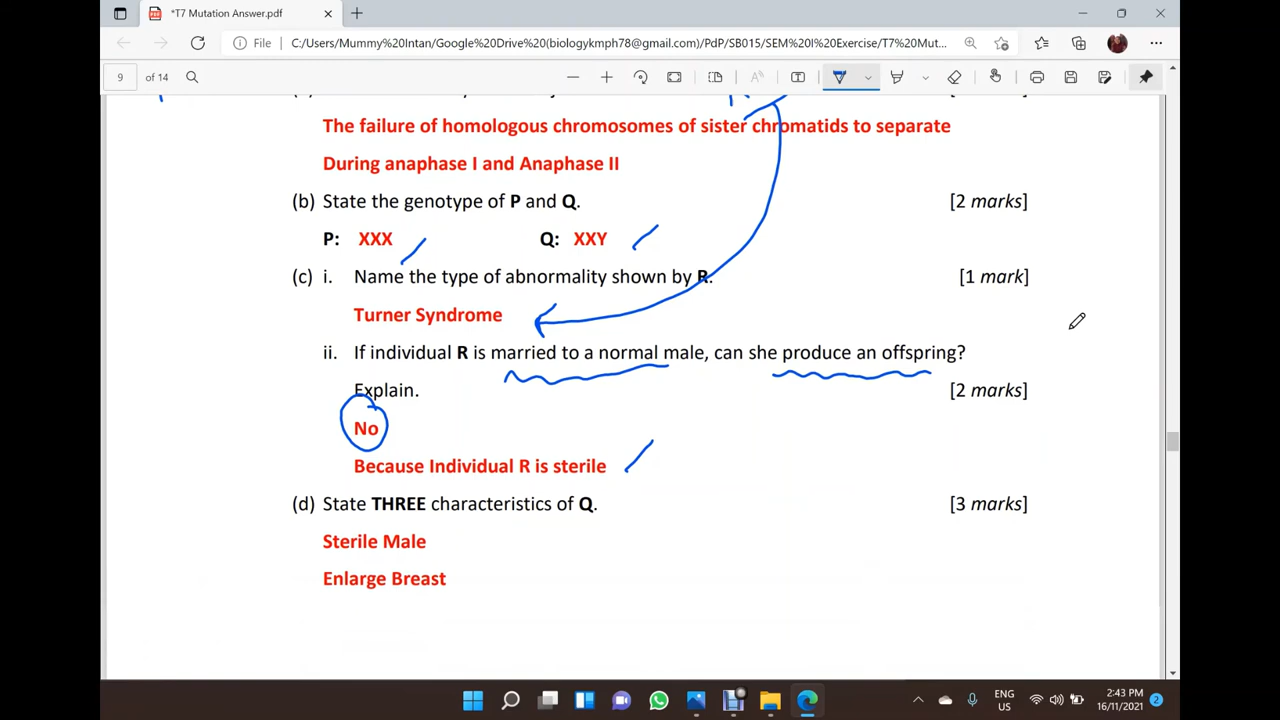 *T7 Mutation Answer.pdf
File
C:/Users/Mummy%20Intan/Google%20Drive%20(biologykmph78@gmail.com)/PdP/SB015/SEM%20I%20Exercise/T7%20Mut...
9 of 14
The failure of homologous chromosomes of sister chromatids to separate
During anaphase I and Anaphase II
(b) State the genotype of P and Q. [2 marks]
P: XXX Q: XXY
(c) i. Name the type of abnormality shown by R. [1 mark]
Turner Syndrome
ii. If individual R is married to a normal male, can she produce an offspring?
Explain. [2 marks]
No
Because Individual R is sterile
(d) State THREE characteristics of Q. [3 marks]
Sterile Male
Enlarge Breast
ENG
US
2:43 PM
16/11/2021
2